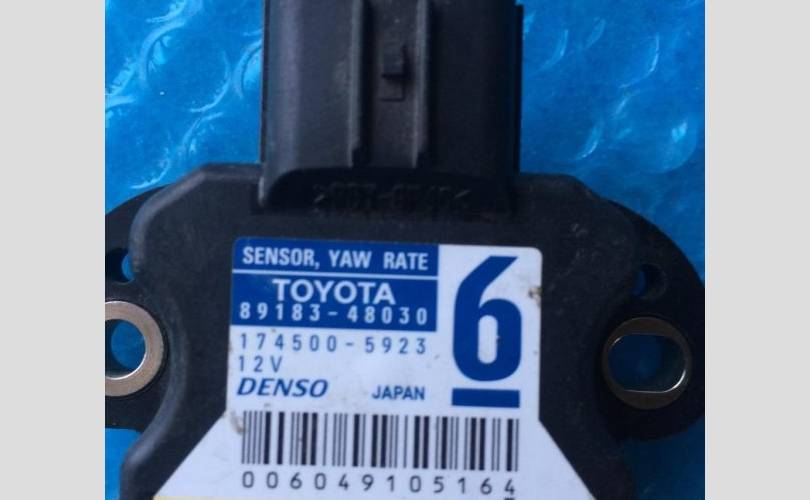 SENSOR, YAW RATE
TOYOTA
89183-48030
6
174500-5923
12V
DENSO JAPAN
006049105164